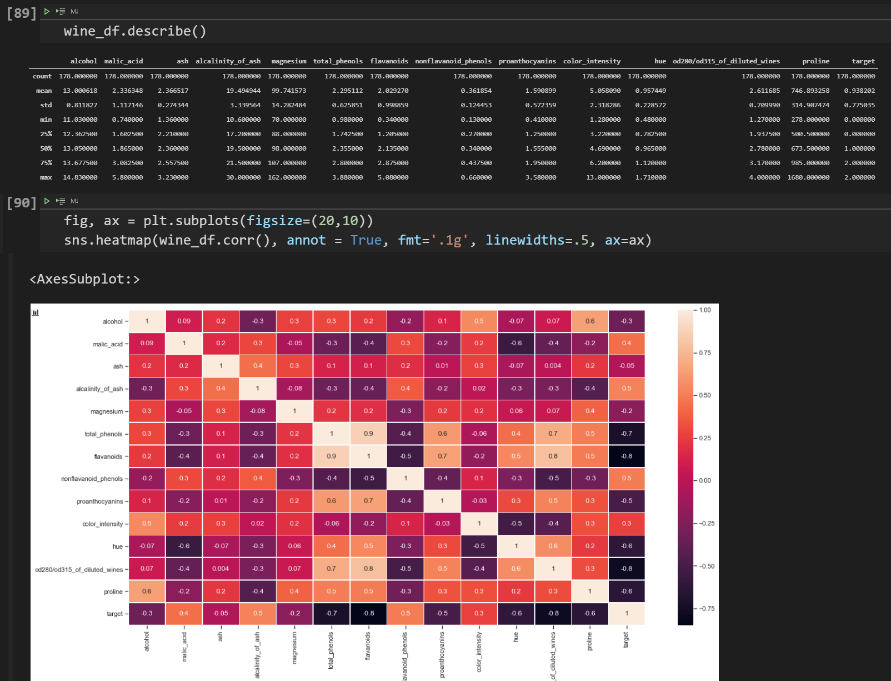 [89]
wine_df.describe()
alcohol malic_acid ash alcalinity_of_ash magnesium total_phenols flavanoids nonflavanoid_phenols proanthocyanins color_intensity hue od280/od315_of_diluted_wines proline target
count 178.000000 178.000000 178.000000 178.000000 178.000000 178.000000 178.000000 178.000000 178.000000 178.000000 178.000000 178.000000 178.000000 178.000000
mean 13.000618 2.336348 2.366517 19.494944 99.741573 2.295112 2.029270 0.361854 1.590899 5.058090 0.957449 2.611685 746.893258 0.938202
std 0.811827 1.117146 0.274344 3.339564 14.282484 0.625851 0.998859 0.124453 0.572359 2.318286 0.228572 0.709990 314.907474 0.775035
min 11.030000 0.740000 1.360000 10.600000 70.000000 0.980000 0.340000 0.130000 0.410000 1.280000 0.480000 1.270000 278.000000 0.000000
25% 12.362500 1.602500 2.210000 17.200000 88.000000 1.742500 1.205000 0.270000 1.250000 3.220000 0.782500 1.937500 500.500000 0.000000
50% 13.050000 1.865000 2.360000 19.500000 98.000000 2.355000 2.135000 0.340000 1.555000 4.690000 0.965000 2.780000 673.500000 1.000000
75% 13.677500 3.082500 2.557500 21.500000 107.000000 2.800000 2.875000 0.437500 1.950000 6.200000 1.120000 3.170000 985.000000 2.000000
max 14.830000 5.800000 3.230000 30.000000 162.000000 3.880000 5.080000 0.660000 3.580000 13.000000 1.710000 4.000000 1680.000000 2.000000
[90]
fig, ax = plt.subplots(figsize=(20,10))
sns.heatmap(wine_df.corr(), annot = True, fmt='.1g', linewidths=.5, ax=ax)
<AxesSubplot:>
alcohol 1 0.09 0.2 -0.3 0.3 0.3 0.2 -0.2 0.1 0.5 -0.07 0.07 0.6 -0.3
malic_acid 0.09 1 0.2 0.3 -0.05 -0.3 -0.4 0.3 -0.2 0.2 -0.6 -0.4 -0.2 0.4
ash 0.2 0.2 1 0.4 0.3 0.1 0.1 0.2 0.01 0.3 -0.07 0.004 0.2 -0.05
alcalinity_of_ash -0.3 0.3 0.4 1 -0.08 -0.3 -0.4 0.4 -0.2 0.02 -0.3 -0.3 -0.4 0.5
magnesium 0.3 -0.05 0.3 -0.08 1 0.2 0.2 -0.3 0.2 0.2 0.06 0.07 0.4 -0.2
total_phenols 0.3 -0.3 0.1 -0.3 0.2 1 0.9 -0.4 0.6 -0.06 0.4 0.7 0.5 -0.7
flavanoids 0.2 -0.4 0.1 -0.4 0.2 0.9 1 -0.5 0.7 -0.2 0.5 0.8 0.5 -0.8
nonflavanoid_phenols -0.2 0.3 0.2 0.4 -0.3 -0.4 -0.5 1 -0.4 0.1 -0.3 -0.5 -0.3 0.5
proanthocyanins 0.1 -0.2 0.01 -0.2 0.2 0.6 0.7 -0.4 1 -0.03 0.3 0.5 0.3 -0.5
color_intensity 0.5 0.2 0.3 0.02 0.2 -0.06 -0.2 0.1 -0.03 1 -0.5 -0.4 0.3 0.3
hue -0.07 -0.6 -0.07 -0.3 0.06 0.4 0.5 -0.3 0.3 -0.5 1 0.6 0.2 -0.6
od280/od315_of_diluted_wines 0.07 -0.4 0.004 -0.3 0.07 0.7 0.8 -0.5 0.5 -0.4 0.6 1 0.3 -0.8
proline 0.6 -0.2 0.2 -0.4 0.4 0.5 0.5 -0.3 0.3 0.3 0.2 0.3 1 -0.6
target -0.3 0.4 -0.05 0.5 -0.2 -0.7 -0.8 0.5 -0.5 0.3 -0.6 -0.8 -0.6 1
alcohol malic_acid ash alcalinity_of_ash magnesium total_phenols flavanoids avanoid_phenols proanthocyanins color_intensity hue _of_diluted_wines proline target
1.00
0.75
0.50
0.25
0.00
-0.25
-0.50
-0.75